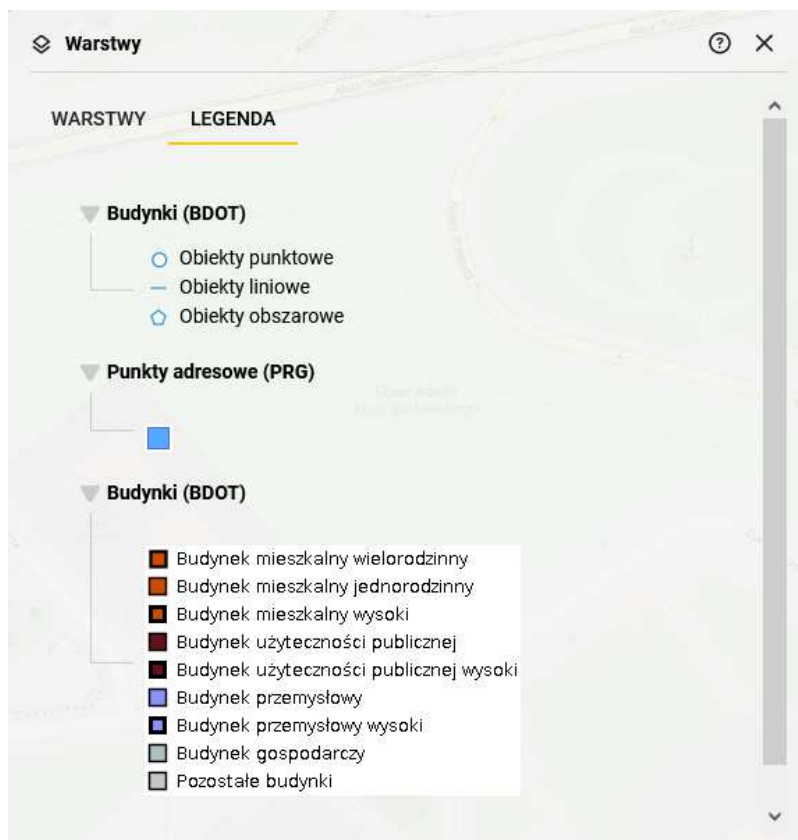 Warstwy
WARSTWY LEGENDA
Budynki (BDOT)
Obiekty punktowe
Obiekty liniowe
Obiekty obszarowe
Punkty adresowe (PRG)
Budynki (BDOT)
Budynek mieszkalny wielorodzinny
Budynek mieszkalny jednorodzinny
Budynek mieszkalny wysoki
Budynek użyteczności publicznej
Budynek użyteczności publicznej wysoki
Budynek przemysłowy
Budynek przemysłowy wysoki
Budynek gospodarczy
Pozostałe budynki